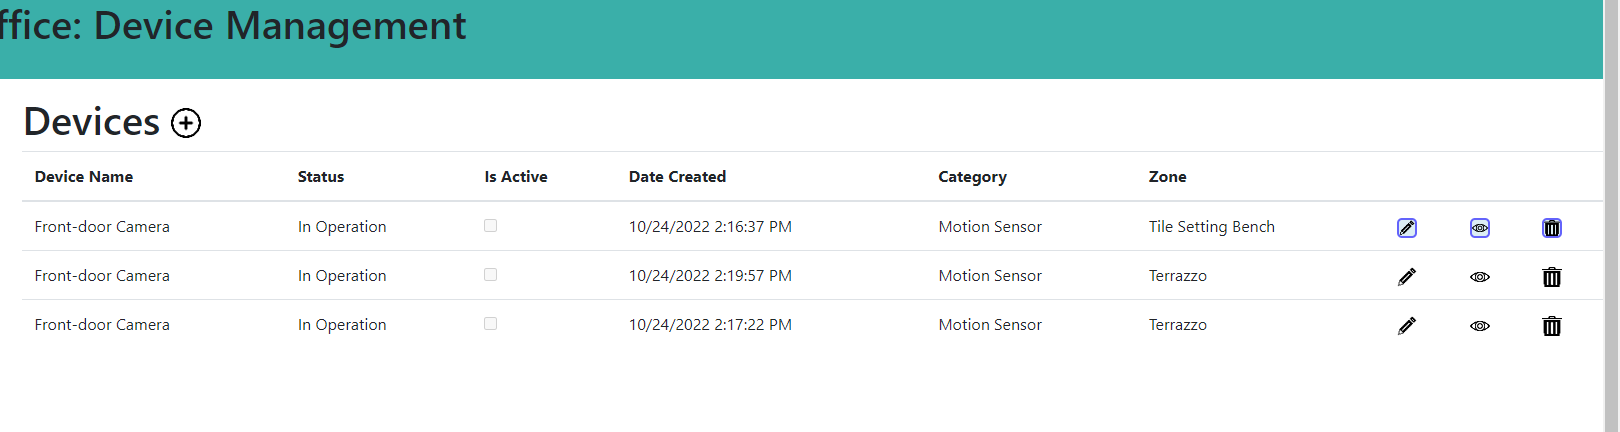 ffice: Device Management
Devices
Device Name Status Is Active Date Created Category Zone
Front-door Camera In Operation 10/24/2022 2:16:37 PM Motion Sensor Tile Setting Bench
Front-door Camera In Operation 10/24/2022 2:19:57 PM Motion Sensor Terrazzo
Front-door Camera In Operation 10/24/2022 2:17:22 PM Motion Sensor Terrazzo